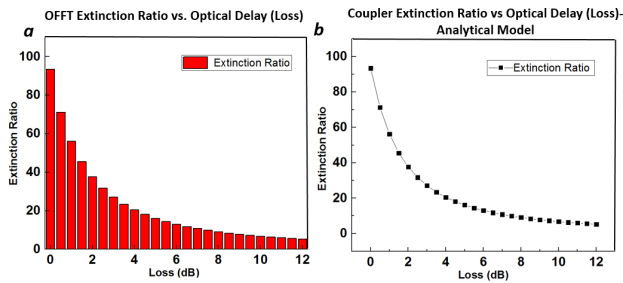 OFFT Extinction Ratio vs. Optical Delay (Loss)
a
Extinction Ratio
100
80
60
40
20
0
Extinction Ratio
0 2 4 6 8 10 12
Loss (dB)
Coupler Extinction Ratio vs Optical Delay (Loss)-
Analytical Model
b
Extinction Ratio
100
80
60
40
20
0
Extinction Ratio
0 2 4 6 8 10 12
Loss (dB)